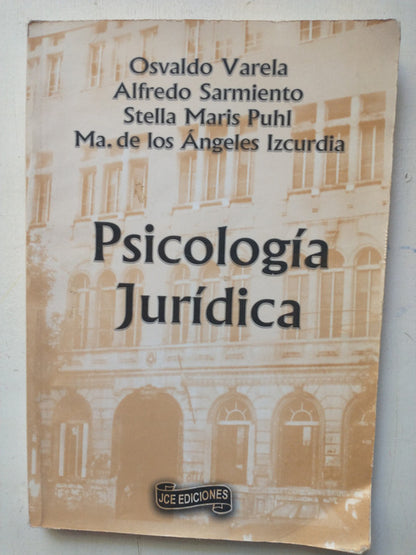 Osvaldo Varela
Alfredo Sarmiento
Stella Maris Puhl
Ma. de los Ángeles Izcurdia
Psicología
Jurídica
JCE EDICIONES